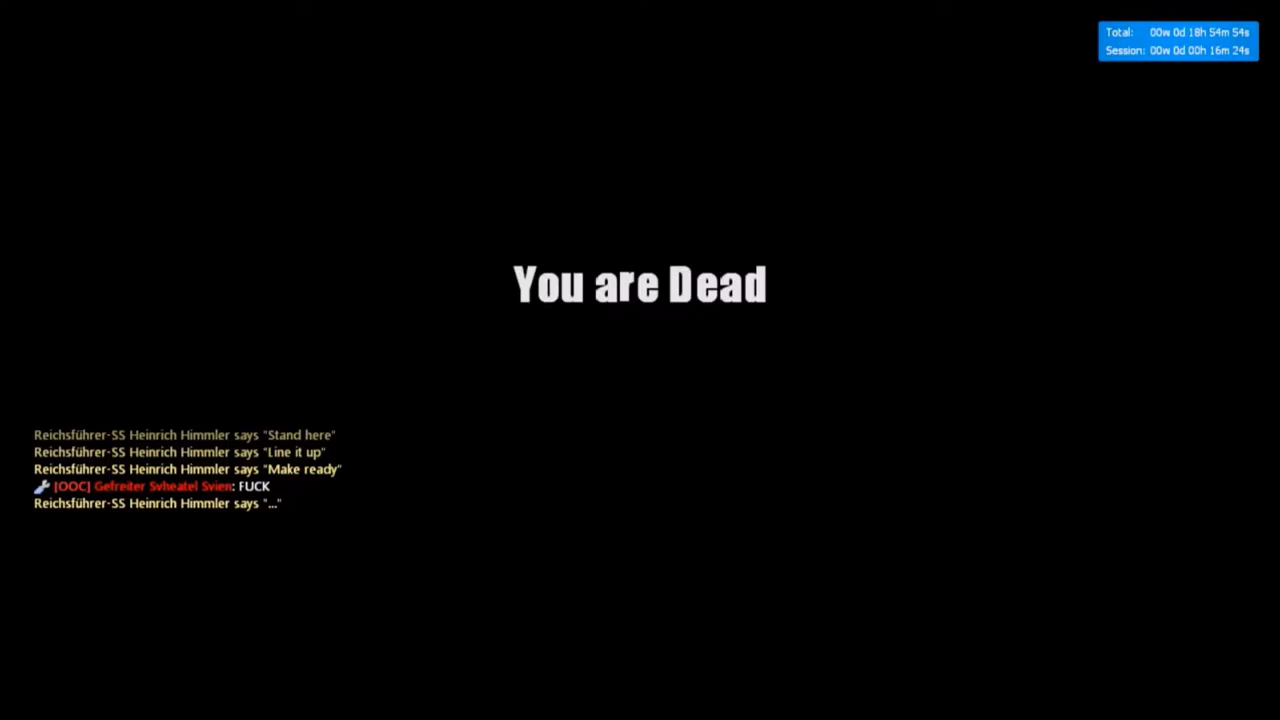 Total: 00w 0d 18h 54m 54s
Session: 00w 0d 00h 16m 24s
You are Dead
Reichsführer-SS Heinrich Himmler says "Stand here"
Reichsführer-SS Heinrich Himmler says "Line it up"
Reichsführer-SS Heinrich Himmler says "Make ready"
[OOC] Gefreiter Svheatel Svien: FUCK
Reichsführer-SS Heinrich Himmler says "..."